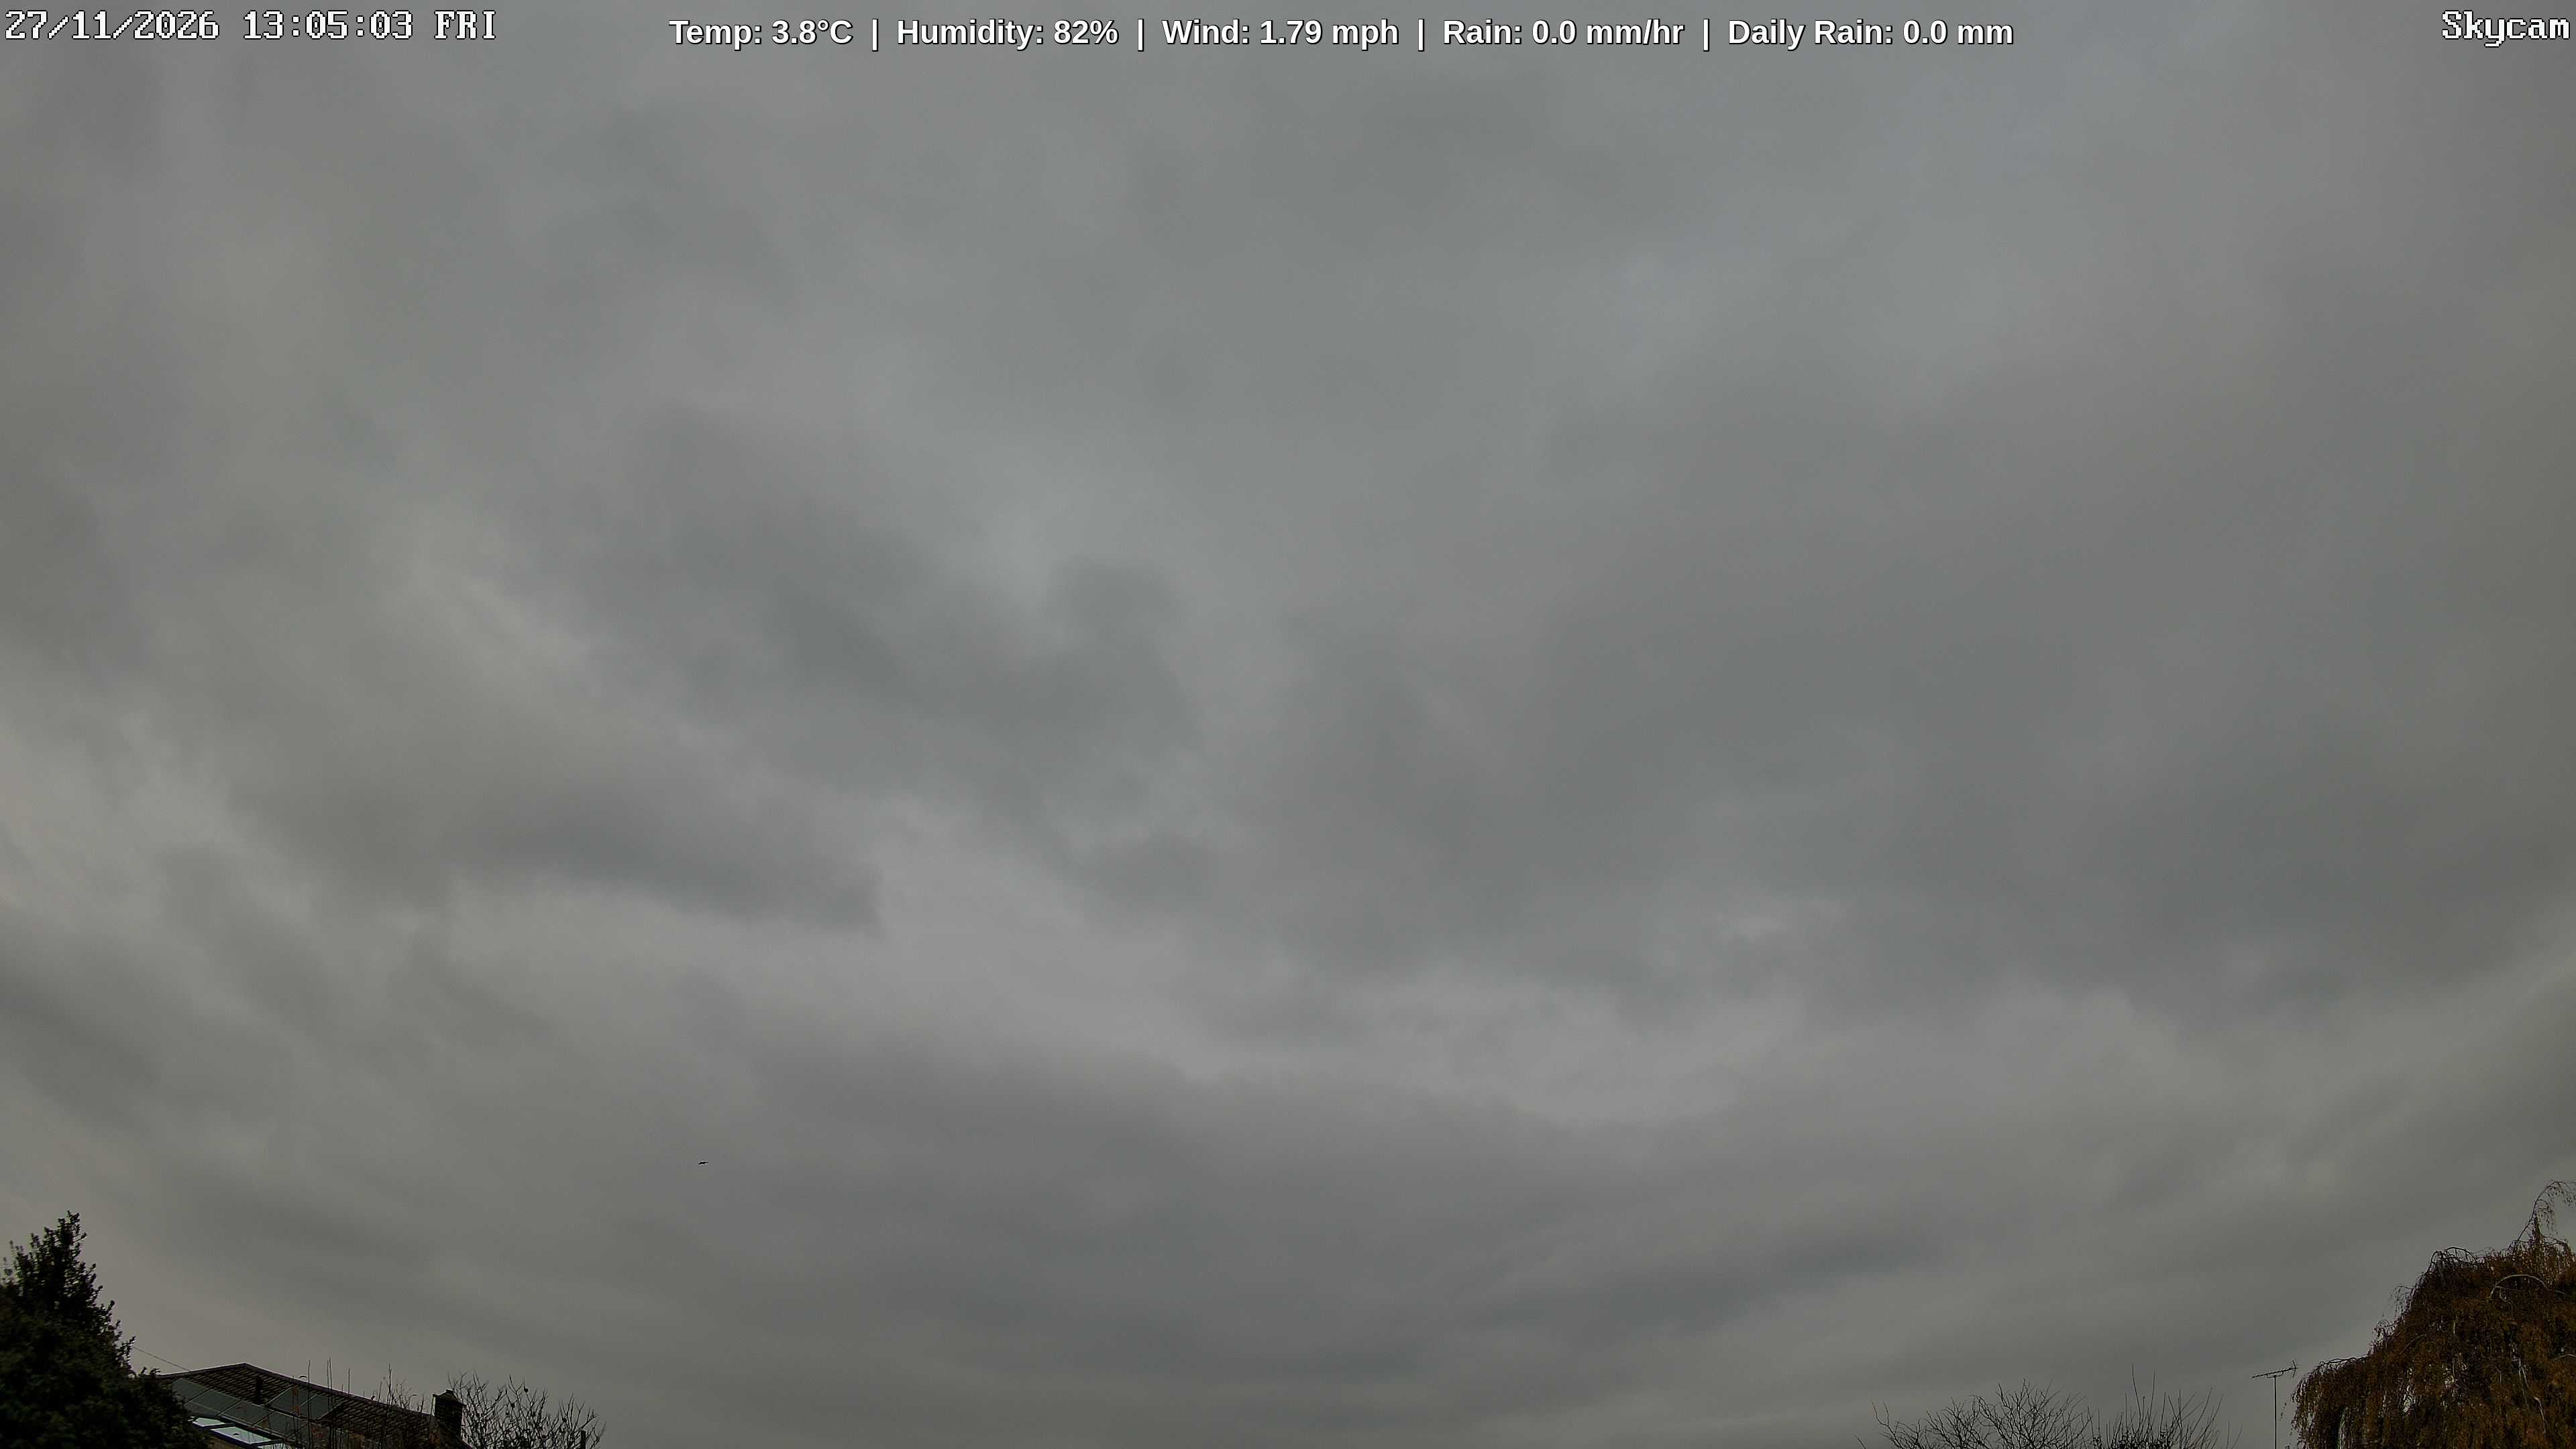 27/11/2026 13:05:03 FRI
Temp: 3.8°C | Humidity: 82% | Wind: 1.79 mph | Rain: 0.0 mm/hr | Daily Rain: 0.0 mm
Skycam